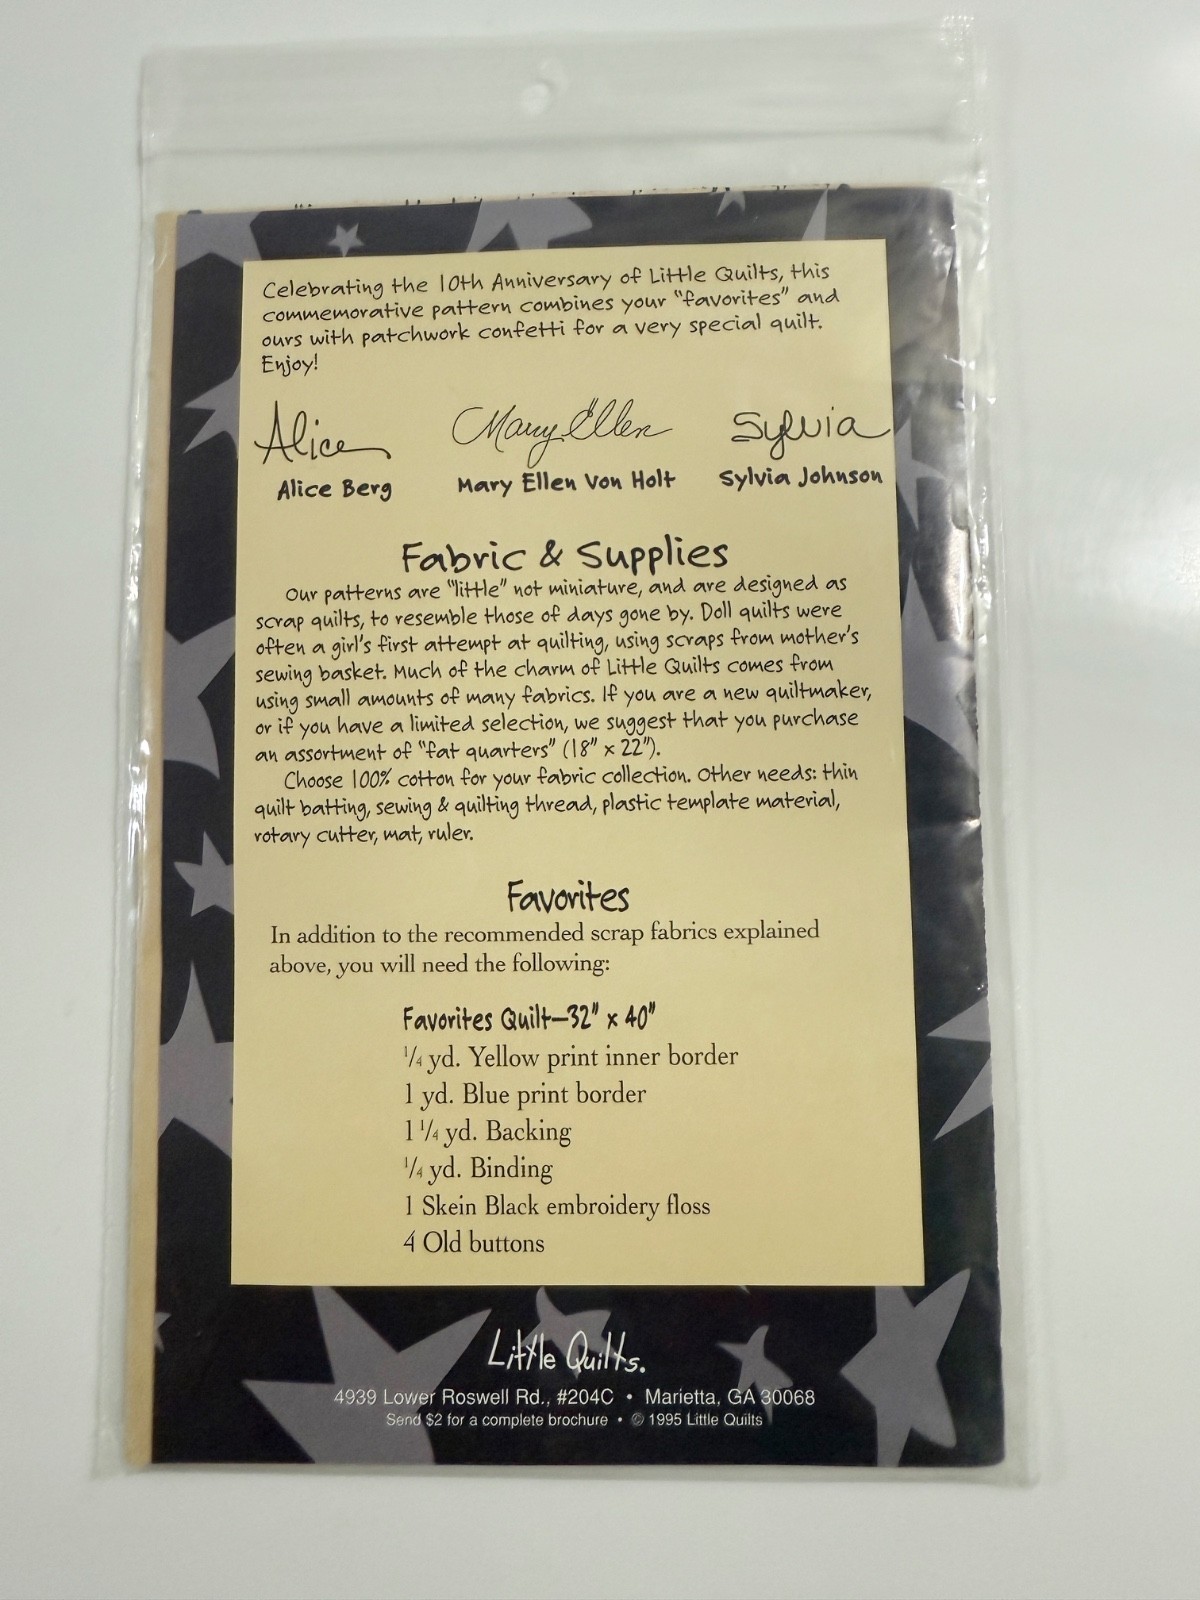 Celebrating the 10th Anniversary of Little Quilts, this
commemorative pattern combines your "favorites" and
ours with patchwork confetti for a very special quilt.
Enjoy!
Alice Mary Ellen Sylvia
Alice Berg Mary Ellen Von Holt Sylvia Johnson
Fabric & Supplies
Our patterns are "little" not miniature, and are designed as
scrap quilts, to resemble those of days gone by. Doll quilts were
often a girl's first attempt at quilting, using scraps from mother's
sewing basket. Much of the charm of Little Quilts comes from
using small amounts of many fabrics. If you are a new quiltmaker,
or if you have a limited selection, we suggest that you purchase
an assortment of "fat quarters" (18" x 22").
Choose 100% cotton for your fabric collection. Other needs: thin
quilt batting, sewing & quilting thread, plastic template material,
rotary cutter, mat, ruler.
Favorites
In addition to the recommended scrap fabrics explained
above, you will need the following:
Favorites Quilt—32" x 40"
1/4 yd. Yellow print inner border
1 yd. Blue print border
1 1/4 yd. Backing
1/4 yd. Binding
1 Skein Black embroidery floss
4 Old buttons
Little Quilts.
4939 Lower Roswell Rd., #204C • Marietta, GA 30068
Send $2 for a complete brochure • © 1995 Little Quilts